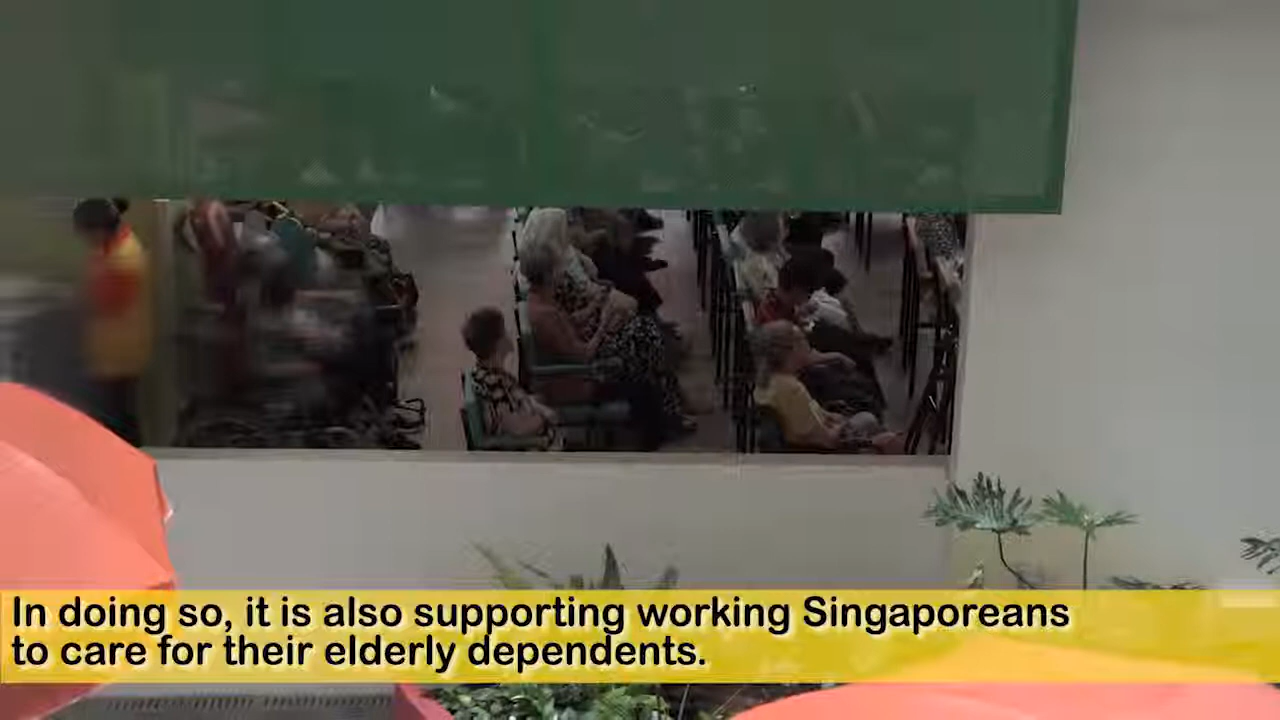 In doing so, it is also supporting working Singaporeans
to care for their elderly dependents.